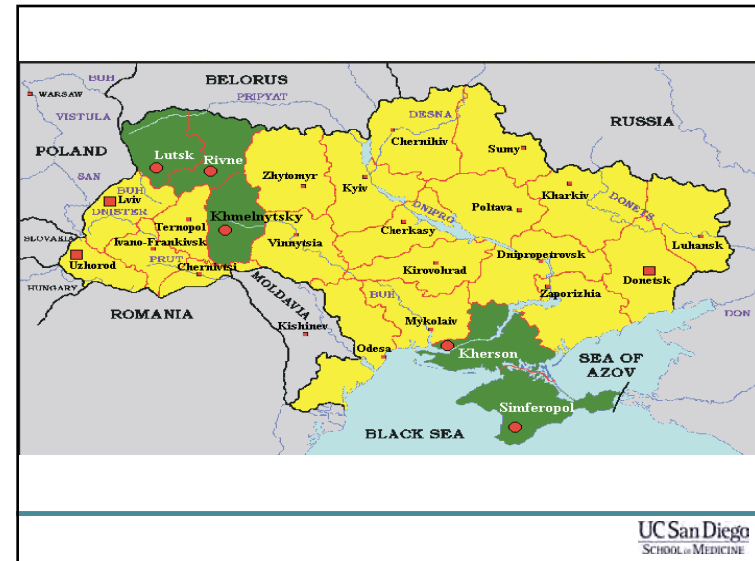 BUH
BELORUS
WARSAW
PRIPYAT
VISTULA
DESNA
RUSSIA
Chernihiv
Sumy
POLAND
Lutsk
Rivne
SAN
Zhytomyr
Kyiv
Kharkiv
DONETS
BUH
Lviv
DNISTER
Khmelnytsky
DNIPRO
Poltava
Ternopol
Cherkasy
SLOVAKIA
Ivano-Frankivsk
Vinnytsia
Dnipropetrovsk
Luhansk
PRUT
Uzhorod
Chernivtsi
Kirovohrad
Donetsk
HUNGARY
MOLDAVIA
BUH
Zaporizhia
ROMANIA
Kishinev
Mykolaiv
DON
Odesa
Kherson
SEA OF
AZOV
Simferopol
BLACK SEA
UC San Diego
SCHOOL OF MEDICINE